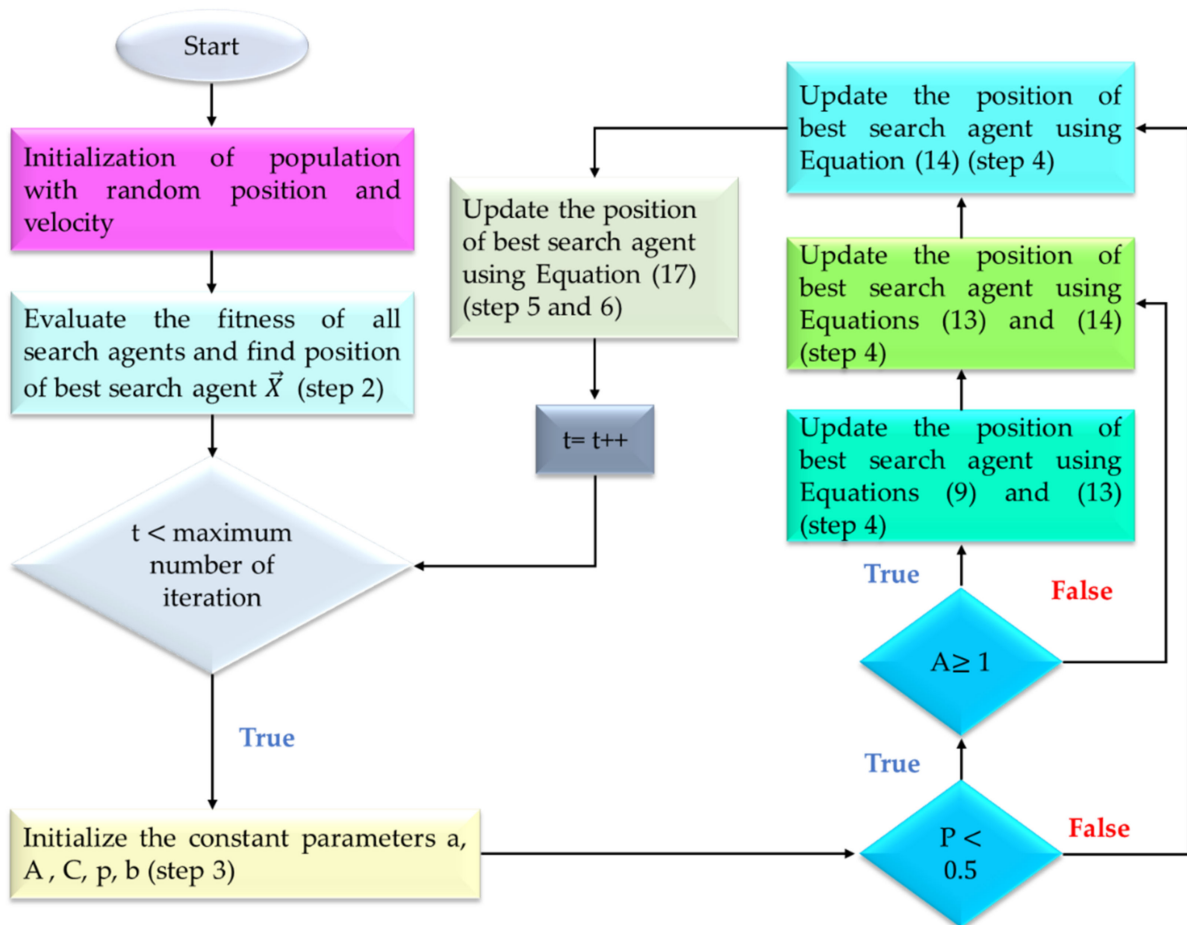 Start
Initialization of population
with random position and
velocity
Evaluate the fitness of all
search agents and find position
of best search agent X⃗ (step 2)
t < maximum
number of
iteration
True
Initialize the constant parameters a,
A , C, p, b (step 3)
P <
0.5
True
False
A≥ 1
True
False
Update the position of
best search agent using
Equations (9) and (13)
(step 4)
Update the position of
best search agent using
Equations (13) and (14)
(step 4)
Update the position of
best search agent using
Equation (14) (step 4)
Update the position
of best search agent
using Equation (17)
(step 5 and 6)
t= t++